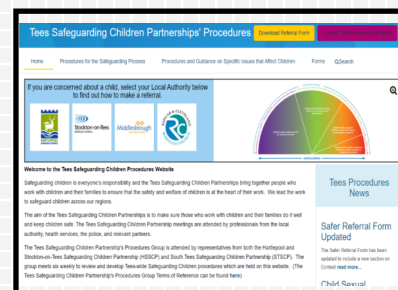 Tees Safeguarding Children Partnerships' Procedures
Download Referral Form
Home
Procedures for the Safeguarding Process
Procedures and Guidance on Specific Issues that Affect Children
Forms
Search
If you are concerned about a child, select your Local Authority below
to find out how to make a referral.
Stockton-on-Tees
Middlesbrough
Welcome to the Tees Safeguarding Children Procedures Website
Safeguarding children is everyone's responsibility and the Tees Safeguarding Children Partnerships bring together people who
work with children and their families to ensure that the safety and welfare of children is at the heart of their work. We lead the work
to safeguard children across our regions.
The aim of the Tees Safeguarding Children Partnerships is to make sure those who work with children and their families do it well
and keep children safe. The Tees Safeguarding Children Partnership meetings are attended by professionals from the local
authority, health services, the police, and relevant partners.
The Tees Safeguarding Children Partnership's Procedures Group is attended by representatives from both the Hartlepool and
Stockton-on-Tees Safeguarding Children Partnership (HSSCP) and South Tees Safeguarding Children Partnership (STSCP). The
group meets six weekly to review and develop Tees-wide Safeguarding Children procedures which are held on this website. (The
Tees Safeguarding Children Partnership's Procedures Group Terms of Reference can be found here)
Tees Procedures
News
Safer Referral Form
Updated
The Safer Referral Form has been
updated to include a new section on
Context read more...
Child Sexual